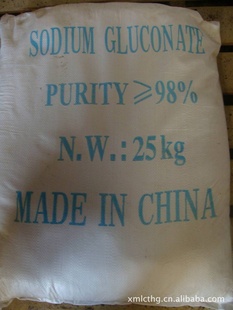 SODIUM GLUCONATE
PURITY ≥98%
N.W.: 25kg
MADE IN CHINA
xmlcthg.cn.alibaba.com